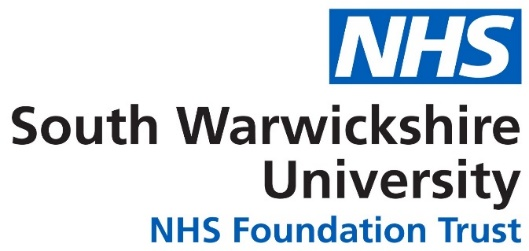 NHS
South Warwickshire
University
NHS Foundation Trust